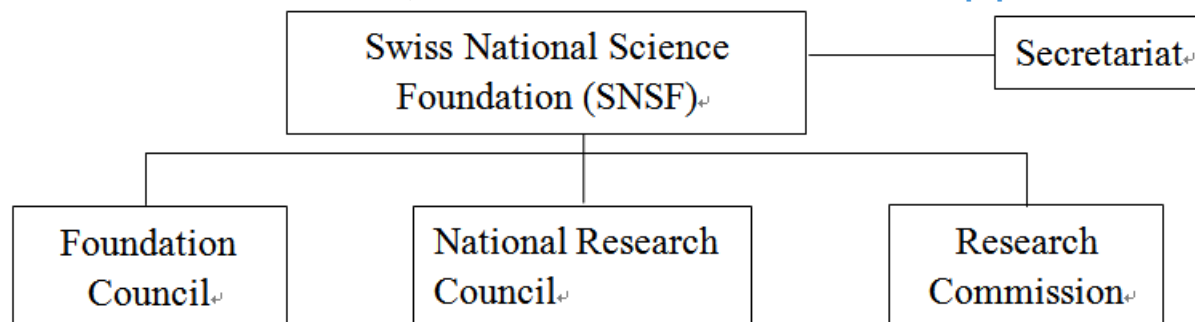 Swiss National Science
Foundation (SNSF)
Secretariat
Foundation
Council
National Research
Council
Research
Commission